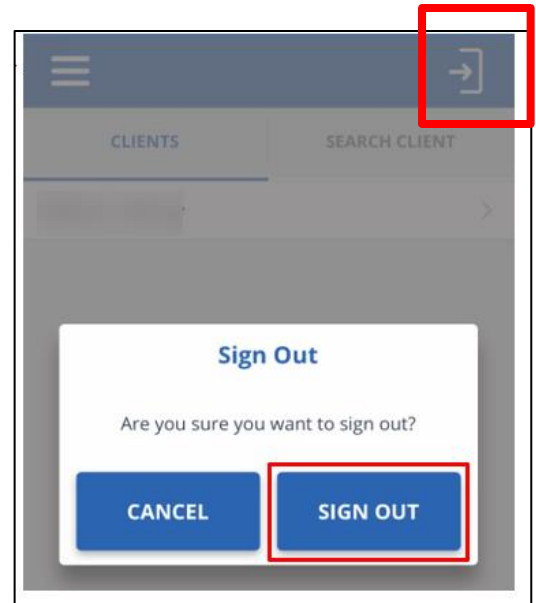 CLIENTS SEARCH CLIENT
Sign Out
Are you sure you want to sign out?
CANCEL SIGN OUT